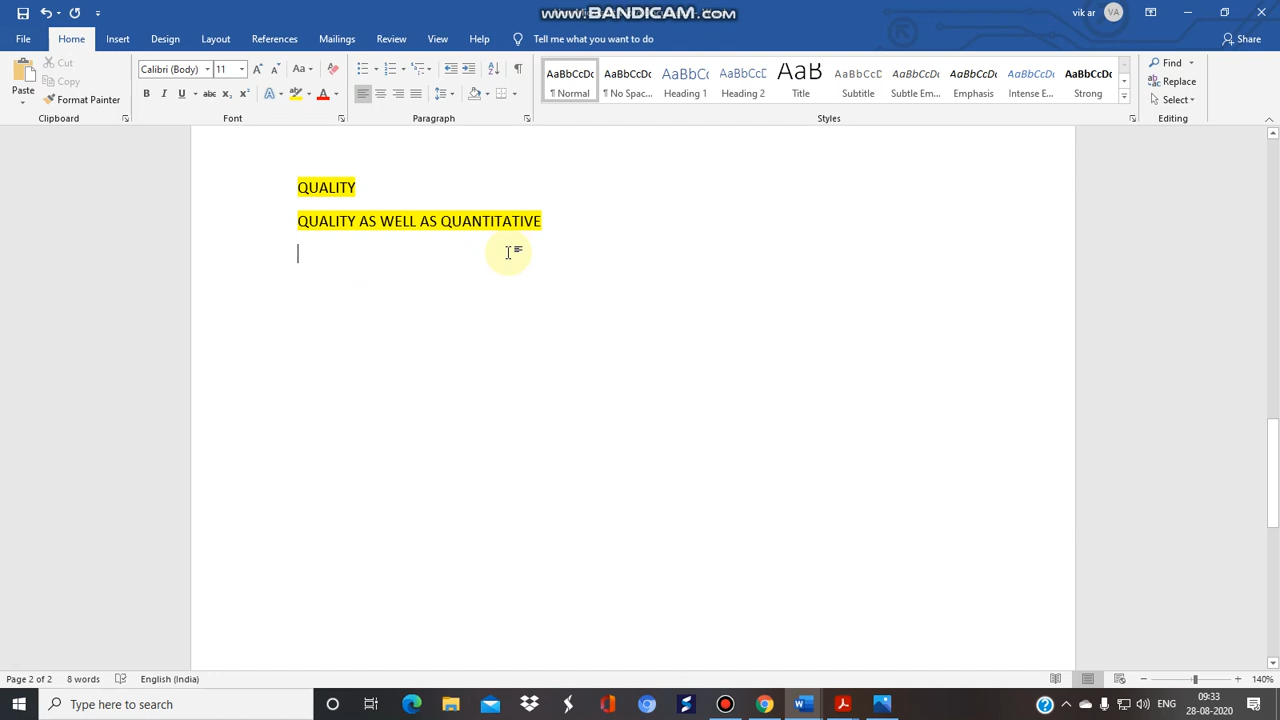 www.BANDICAM.com
vik ar VA
File Home Insert Design Layout References Mailings Review View Help Tell me what you want to do Share
Cut
Copy
Format Painter
Paste
Clipboard
Calibri (Body) 11
Font
Paragraph
AaBbCcDc AaBbCcDc AaBbCc AaBbCcD AaB AaBbCcD AaBbCcDc AaBbCcDc AaBbCcDc AaBbCcDc
¶ Normal ¶ No Spac... Heading 1 Heading 2 Title Subtitle Subtle Em... Emphasis Intense E... Strong
Styles
Find
Replace
Select
Editing
QUALITY
QUALITY AS WELL AS QUANTITATIVE
Page 2 of 2 8 words English (India) 140%
Type here to search
ENG
09:33
28-08-2020